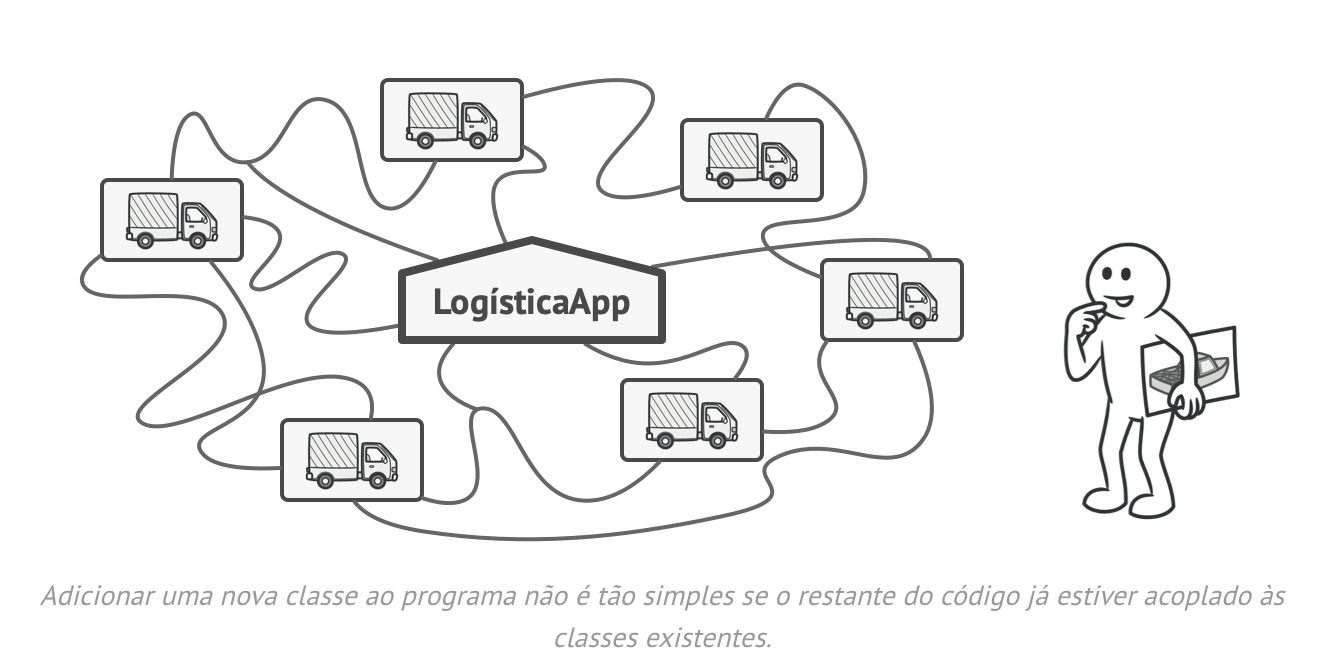 LogísticaApp
Adicionar uma nova classe ao programa não é tão simples se o restante do código já estiver acoplado às
classes existentes.